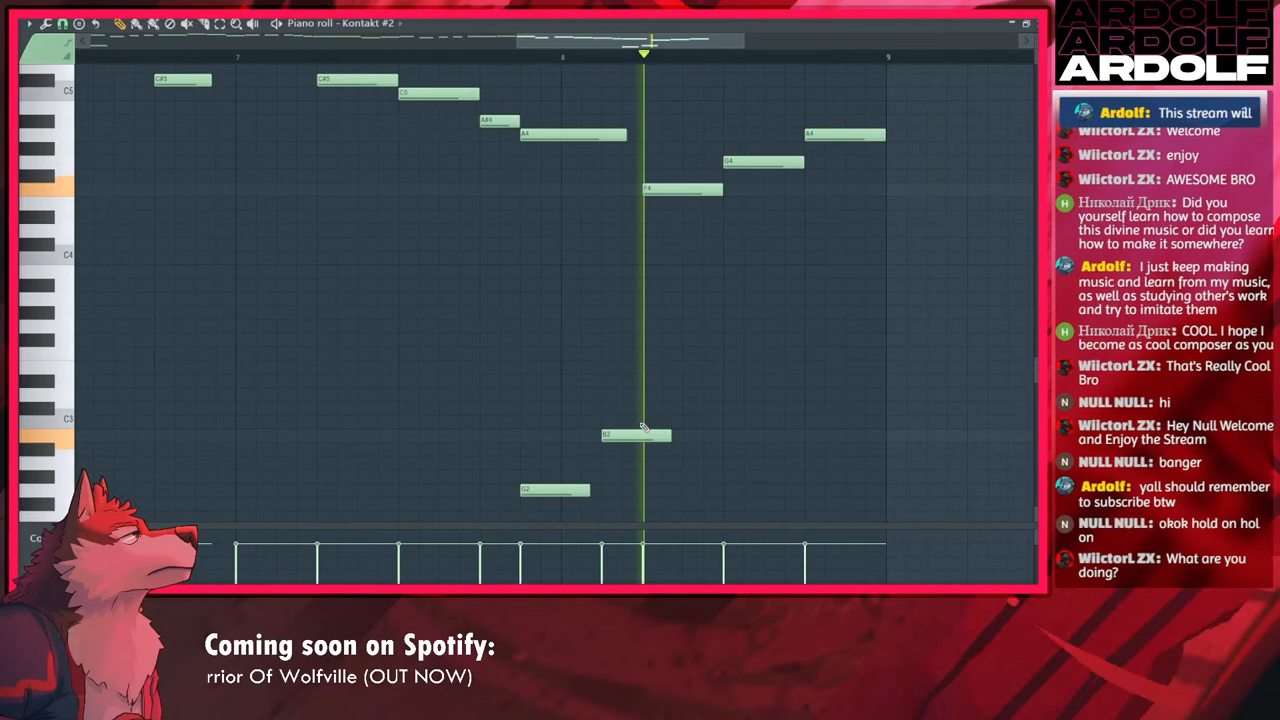 Piano roll - Kontakt #2
7
8
9
C5
C4
C3
C#5
C#5
C5
A#4
A4
A4
G4
F4
B2
G2
Co
ARDOLF
ARDOLF
ARDOLF
Ardolf: This stream will
WiictorL ZX: Welcome
WiictorL ZX: enjoy
WiictorL ZX: AWESOME BRO
H
Николай Дрик: Did you
yourself learn how to compose
this divine music or did you learn
how to make it somewhere?
Ardolf: I just keep making
music and learn from my music,
as well as studying other's work
and try to imitate them
H
Николай Дрик: COOL. I hope I
become as cool composer as you
WiictorL ZX: That's Really Cool
Bro
N
NULL NULL: hi
WiictorL ZX: Hey Null Welcome
and Enjoy the Stream
N
NULL NULL: banger
Ardolf: yall should remember
to subscribe btw
N
NULL NULL: okok hold on hol
on
WiictorL ZX: What are you
doing?
Coming soon on Spotify:
rrior Of Wolfville (OUT NOW)